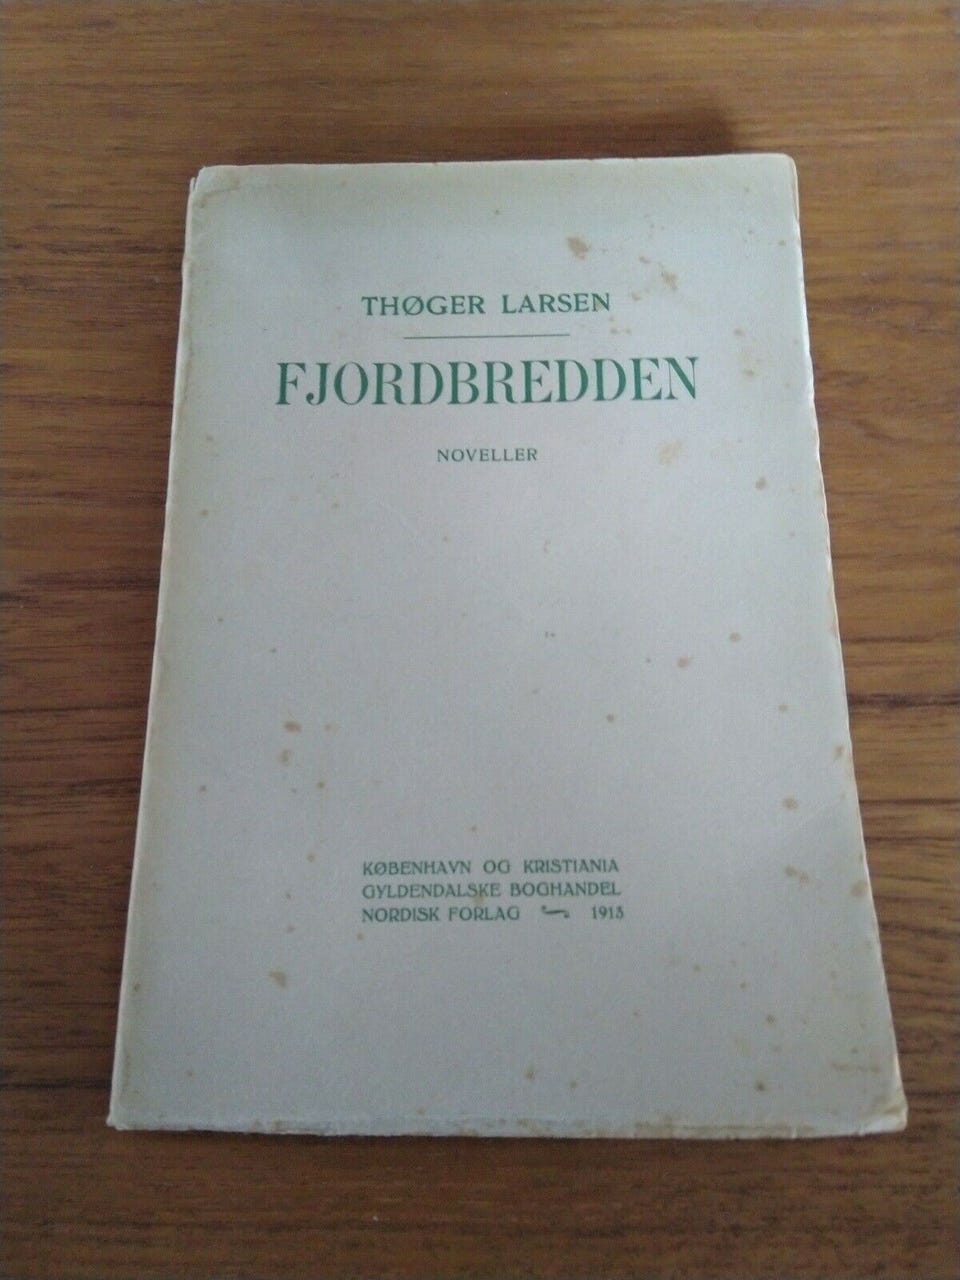 THØGER LARSEN
FJORDBREDDEN
NOVELLER
KØBENHAVN OG KRISTIANIA
GYLDENDALSKE BOGHANDEL
NORDISK FORLAG 1913